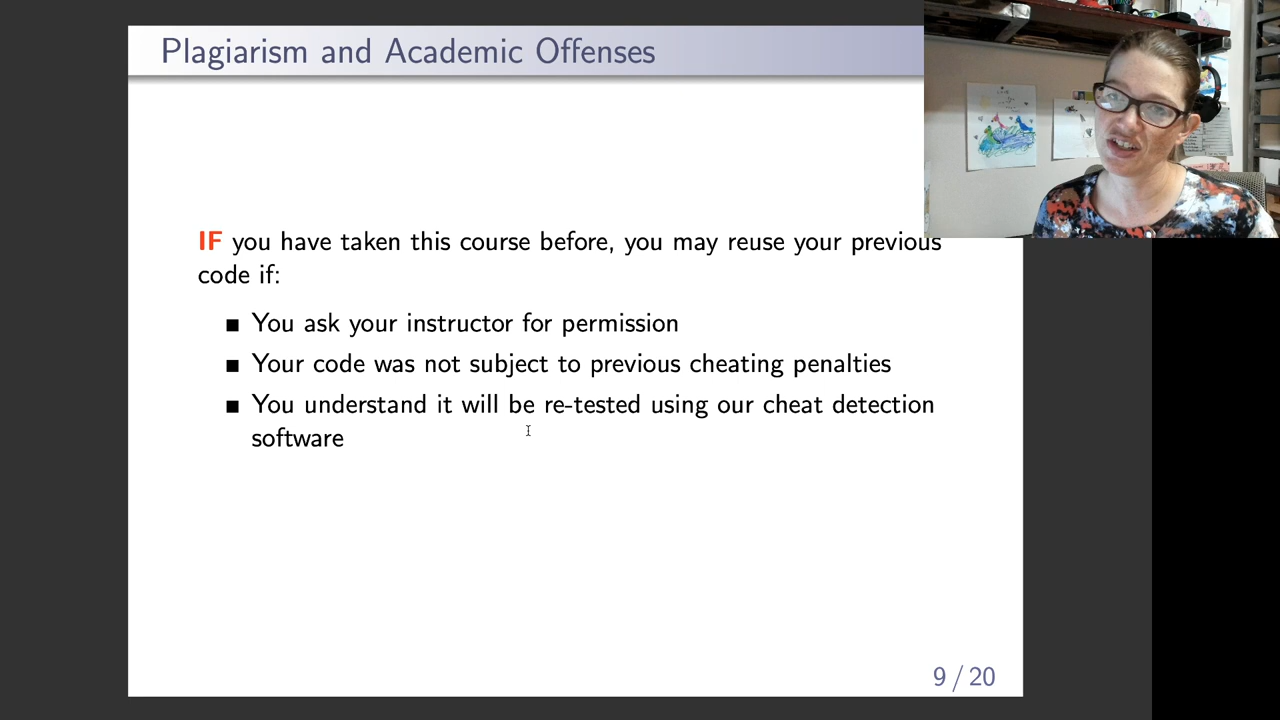 Plagiarism and Academic Offenses
IF you have taken this course before, you may reuse your previous
code if:
■ You ask your instructor for permission
■ Your code was not subject to previous cheating penalties
■ You understand it will be re-tested using our cheat detection
software
9 / 20